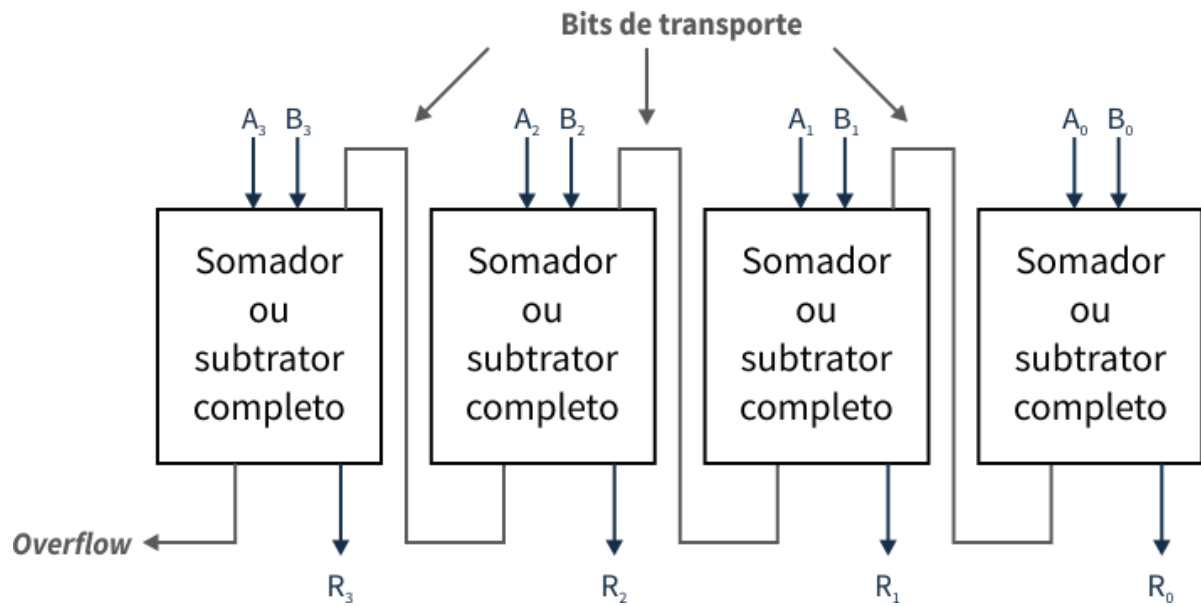 Bits de transporte
A₃ B₃ A₂ B₂ A₁ B₁ A₀ B₀
Somador
ou
subtrator
completo
Somador
ou
subtrator
completo
Somador
ou
subtrator
completo
Somador
ou
subtrator
completo
Overflow
R₃ R₂ R₁ R₀